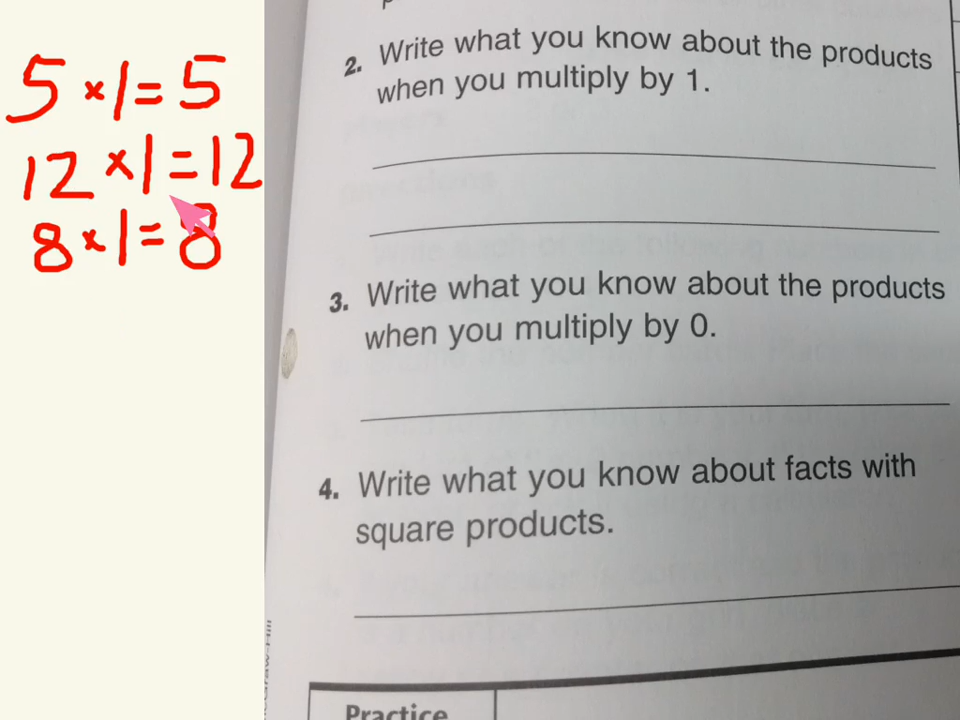 5 × 1 = 5
12 × 1 = 12
8 × 1 = 8
2. Write what you know about the products
when you multiply by 1.
3. Write what you know about the products
when you multiply by 0.
4. Write what you know about facts with
square products.
Practice